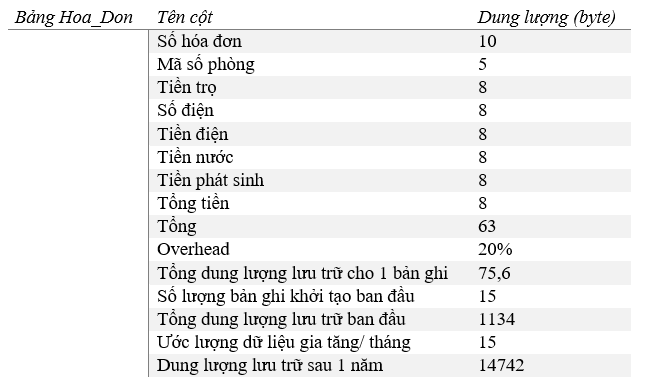 Bảng Hoa_Don Tên cột Dung lượng (byte)
Số hóa đơn 10
Mã số phòng 5
Tiền trọ 8
Số điện 8
Tiền điện 8
Tiền nước 8
Tiền phát sinh 8
Tổng tiền 8
Tổng 63
Overhead 20%
Tổng dung lượng lưu trữ cho 1 bản ghi 75,6
Số lượng bản ghi khởi tạo ban đầu 15
Tổng dung lượng lưu trữ ban đầu 1134
Ước lượng dữ liệu gia tăng/ tháng 15
Dung lượng lưu trữ sau 1 năm 14742